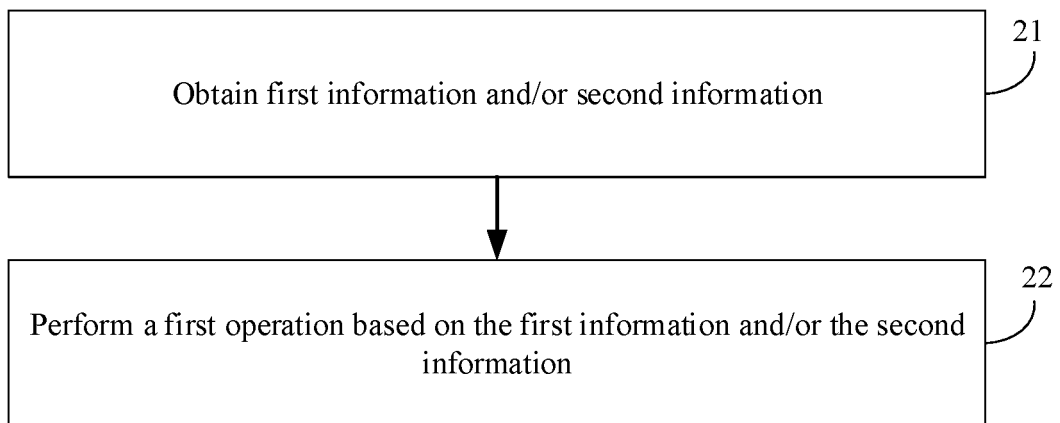 21
Obtain first information and/or second information
22
Perform a first operation based on the first information and/or the second
information